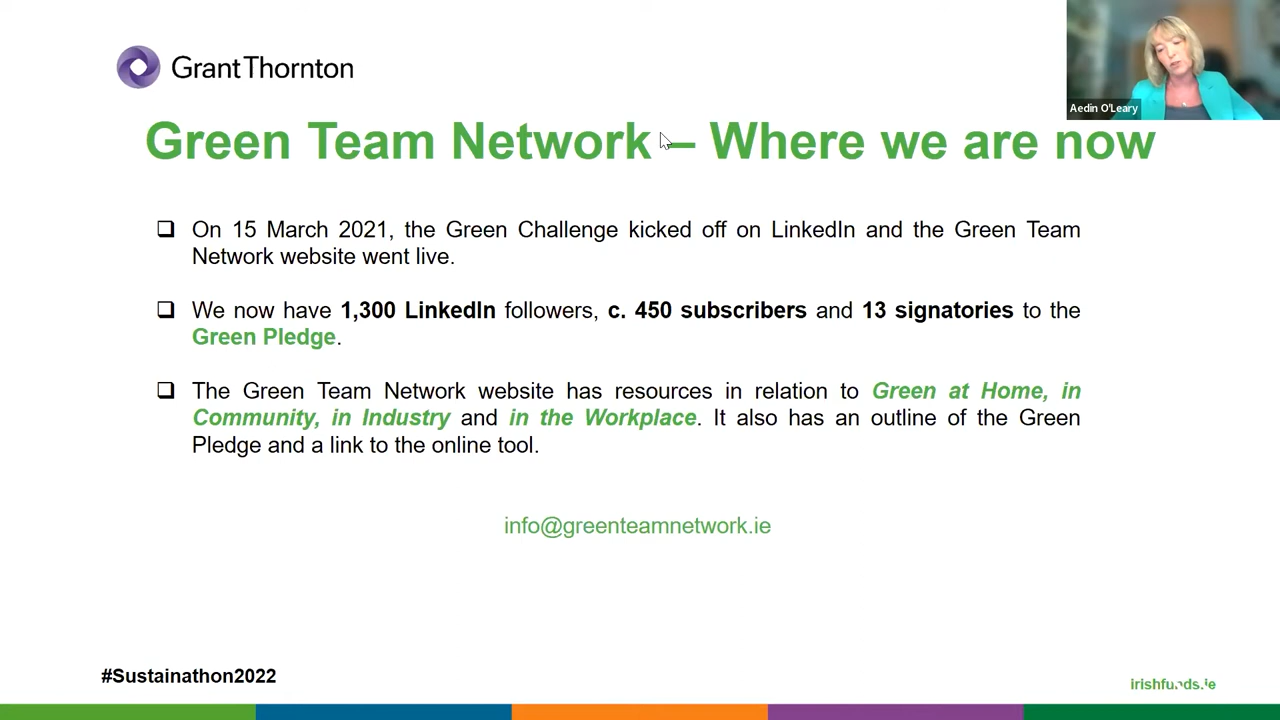 Grant Thornton
Aedin O'Leary
Green Team Network – Where we are now
On 15 March 2021, the Green Challenge kicked off on LinkedIn and the Green Team
Network website went live.
We now have 1,300 LinkedIn followers, c. 450 subscribers and 13 signatories to the
Green Pledge.
The Green Team Network website has resources in relation to Green at Home, in
Community, in Industry and in the Workplace. It also has an outline of the Green
Pledge and a link to the online tool.
info@greenteamnetwork.ie
#Sustainathon2022
irishfunds.ie